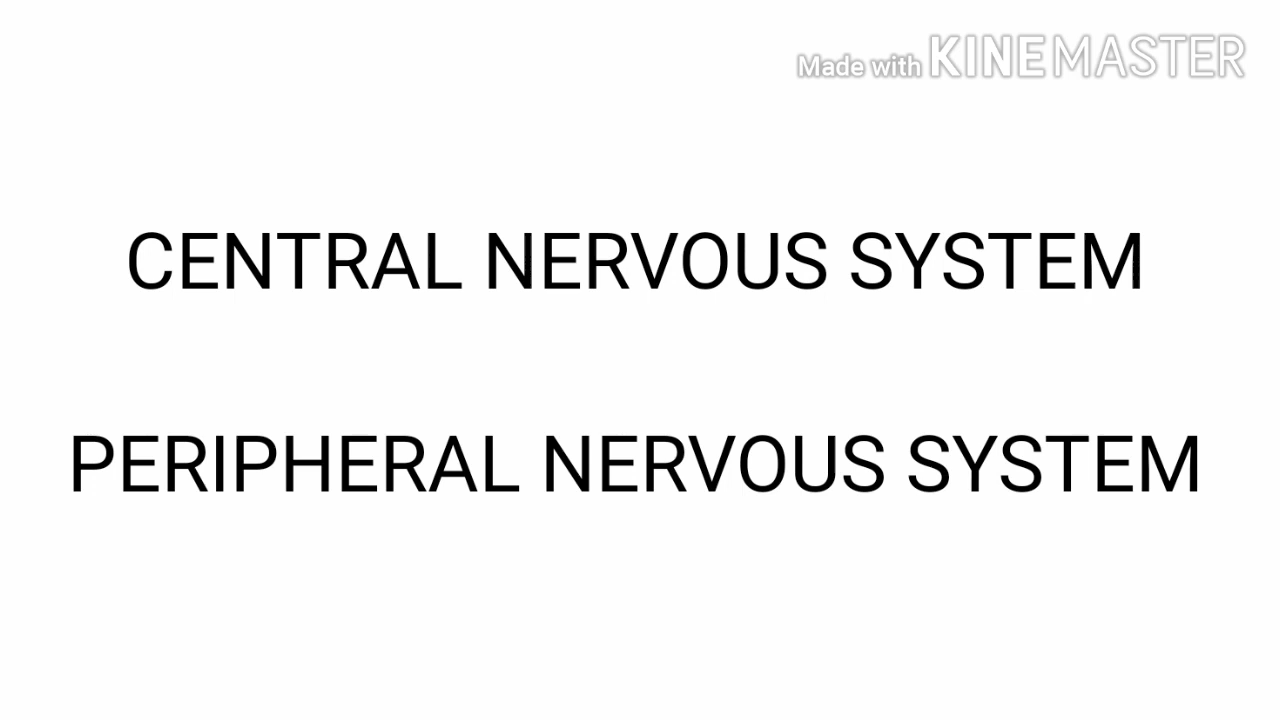 Made with KINEMASTER
CENTRAL NERVOUS SYSTEM
PERIPHERAL NERVOUS SYSTEM